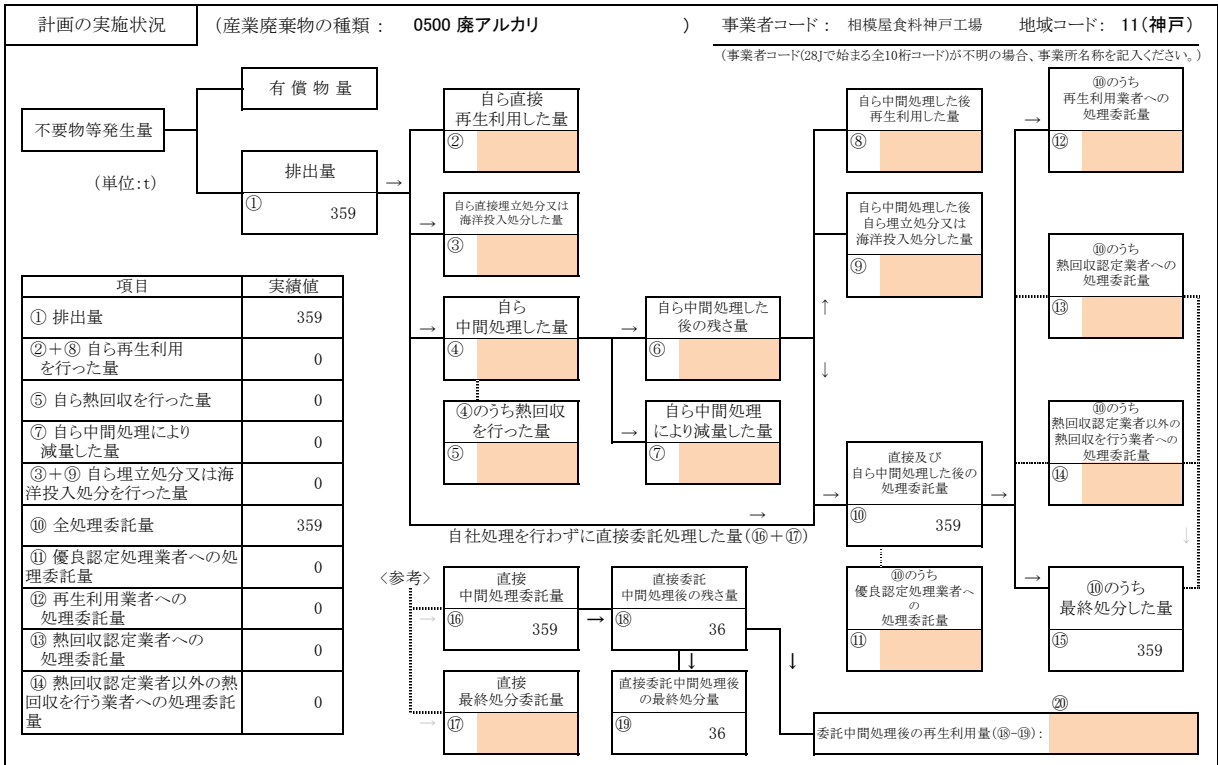 計画の実施状況 (産業廃棄物の種類: 0500 廃アルカリ ) 事業者コード: 相模屋食料神戸工場 地域コード: 11(神戸)
(事業者コード(28Jで始まる全10桁コード)が不明の場合、事業所名称を記入ください。)
不要物等発生量
(単位:t)
有償物量
排出量
① 359
→
自ら直接
再生利用した量
②
→
自ら直接埋立処分又は
海洋投入処分した量
③
→
自ら
中間処理した量
④
④のうち熱回収
を行った量
⑤
→
自ら中間処理した
後の残さ量
⑥
→
自ら中間処理
により減量した量
⑦
自ら中間処理した後
再生利用した量
⑧
自ら中間処理した後
自ら埋立処分又は
海洋投入処分した量
⑨
↑
↓
→
自社処理を行わずに直接委託処理した量(⑯+⑰)
→
直接及び
自ら中間処理した後の
処理委託量
⑩ 359
→
⑩のうち
優良認定処理業者へ
の
処理委託量
⑪
→
⑩のうち
再生利用業者への
処理委託量
⑫
⑩のうち
熱回収認定業者への
処理委託量
⑬
⑩のうち
熱回収認定業者以外の
熱回収を行う業者への
処理委託量
⑭
↓
→
⑩のうち
最終処分した量
⑮ 359
項目 実績値
① 排出量 359
②+⑧ 自ら再生利用
を行った量 0
⑤ 自ら熱回収を行った量 0
⑦ 自ら中間処理により
減量した量 0
③+⑨ 自ら埋立処分又は海
洋投入処分を行った量 0
⑩ 全処理委託量 359
⑪ 優良認定処理業者への処
理委託量 0
⑫ 再生利用業者への
処理委託量 0
⑬ 熱回収認定業者への
処理委託量 0
⑭ 熱回収認定業者以外の熱
回収を行う業者への処理委託
量 0
〈参考〉
→
直接
中間処理委託量
⑯ 359
→
直接委託
中間処理後の残さ量
⑱ 36
↓
↓
→
直接
最終処分委託量
⑰
直接委託中間処理後
の最終処分量
⑲ 36
⑳
委託中間処理後の再生利用量(⑱-⑲):